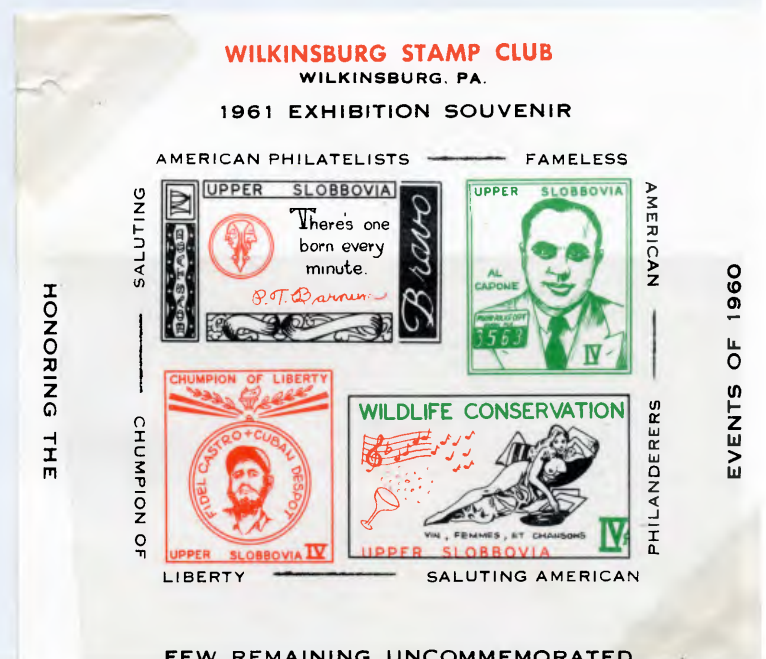 WILKINSBURG STAMP CLUB
WILKINSBURG, PA.
1961 EXHIBITION SOUVENIR
AMERICAN PHILATELISTS
FAMELESS
SALUTING
CHUMPION OF
AMERICAN
PHILANDERERS
HONORING THE
EVENTS OF 1960
UPPER SLOBBOVIA
There's one
born every
minute.
P.T. Barnum
Bravo
UPPER SLOBBOVIA
AL
CAPONE
3563
IV
CHUMPION OF LIBERTY
FIDEL CASTRO + CUBAN DESPOT
UPPER SLOBBOVIA IV
WILDLIFE CONSERVATION
VIN, FEMMES, ET CHANSONS
UPPER SLOBBOVIA
IV¢
LIBERTY
SALUTING AMERICAN
FEW REMAINING UNCOMMEMORATED